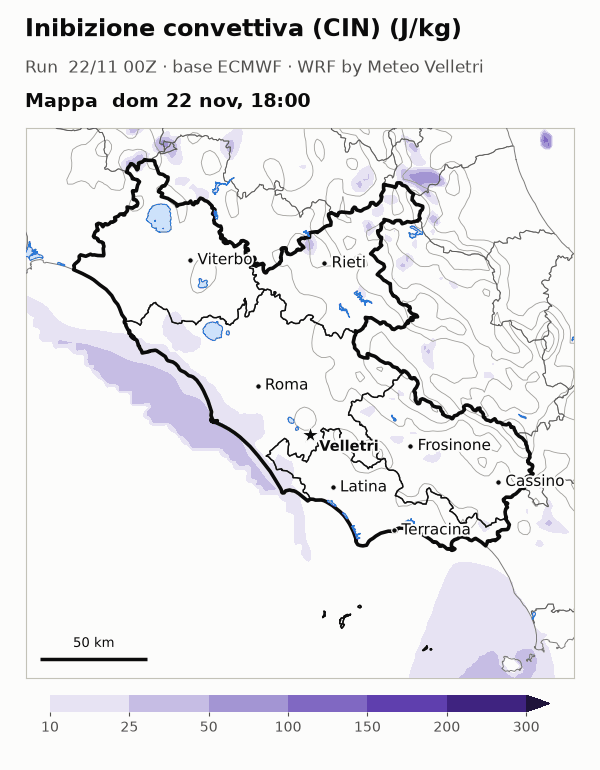 Inibizione convettiva (CIN) (J/kg)
Run 22/11 00Z · base ECMWF · WRF by Meteo Velletri
Mappa dom 22 nov, 18:00
Viterbo
Rieti
Roma
Velletri
Frosinone
Cassino
Latina
Terracina
50 km
10 25 50 100 150 200 300